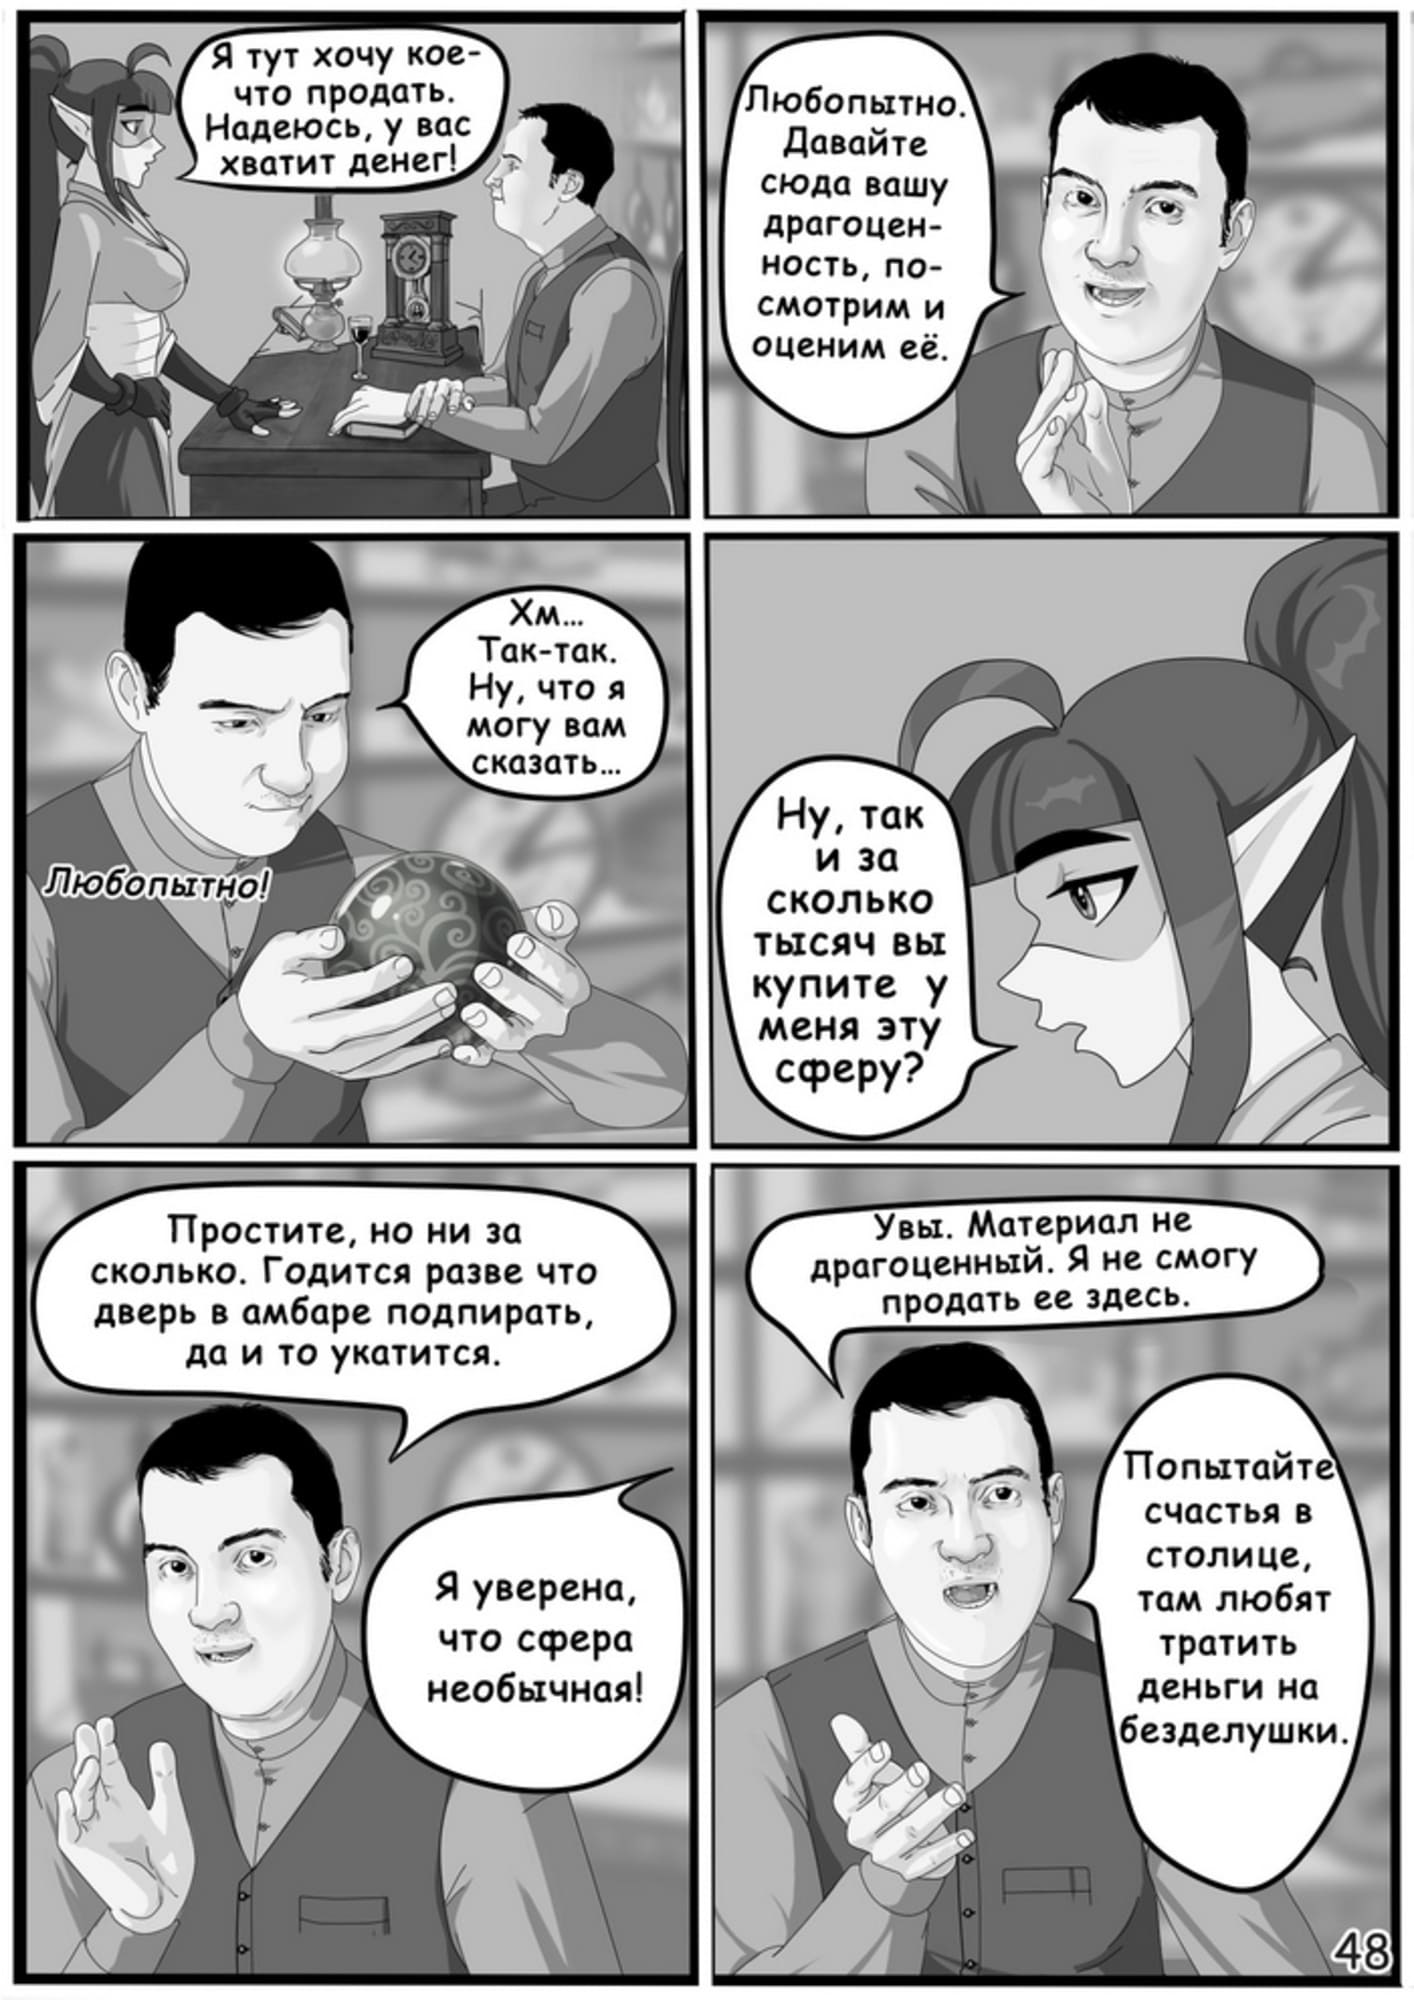 Я тут хочу кое-
что продать.
Надеюсь, у вас
хватит денег!
Любопытно.
Давайте
сюда вашу
драгоцен-
ность, по-
смотрим и
оценим её.
Хм...
Так-так.
Ну, что я
могу вам
сказать...
Любопытно!
Ну, так
и за
сколько
тысяч вы
купите у
меня эту
сферу?
Простите, но ни за
сколько. Годится разве что
дверь в амбаре подпирать,
да и то укатится.
Я уверена,
что сфера
необычная!
Увы. Материал не
драгоценный. Я не смогу
продать ее здесь.
Попытайте
счастья в
столице,
там любят
тратить
деньги на
безделушки.
48